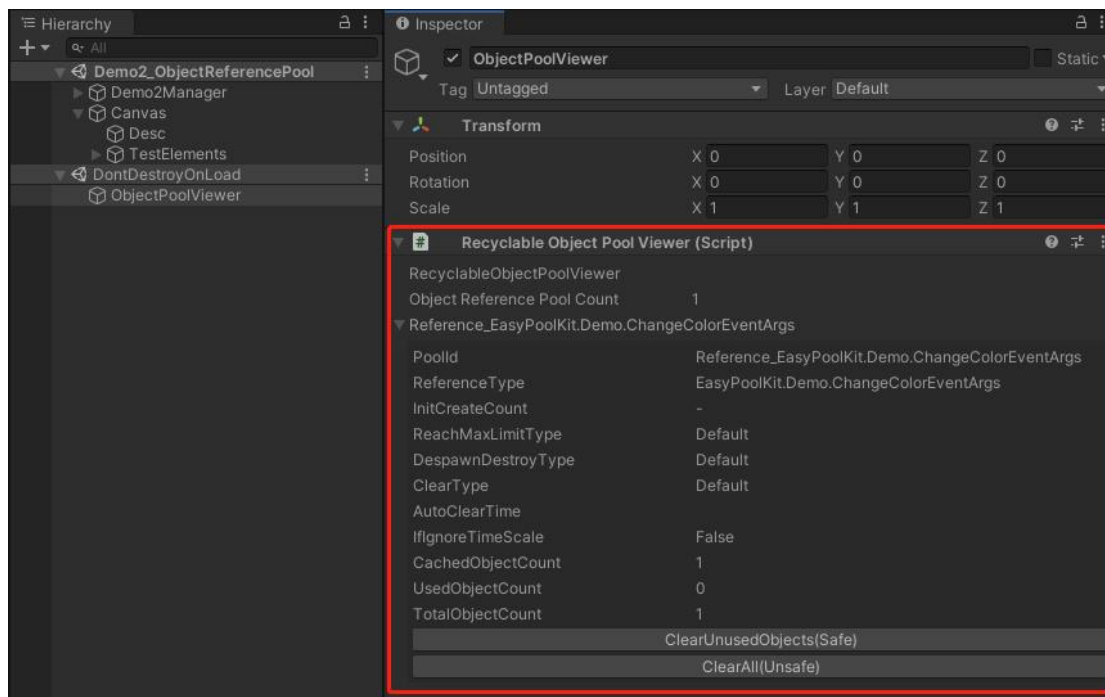 Hierarchy
All
Demo2_ObjectReferencePool
Demo2Manager
Canvas
Desc
TestElements
DontDestroyOnLoad
ObjectPoolViewer
Inspector
ObjectPoolViewer Static
Tag Untagged Layer Default
Transform
Position X 0 Y 0 Z 0
Rotation X 0 Y 0 Z 0
Scale X 1 Y 1 Z 1
# Recyclable Object Pool Viewer (Script)
RecyclableObjectPoolViewer
Object Reference Pool Count 1
Reference_EasyPoolKit.Demo.ChangeColorEventArgs
PoolId Reference_EasyPoolKit.Demo.ChangeColorEventArgs
ReferenceType EasyPoolKit.Demo.ChangeColorEventArgs
InitCreateCount -
ReachMaxLimitType Default
DespawnDestroyType Default
ClearType Default
AutoClearTime
IfIgnoreTimeScale False
CachedObjectCount 1
UsedObjectCount 0
TotalObjectCount 1
ClearUnusedObjects(Safe)
ClearAll(Unsafe)